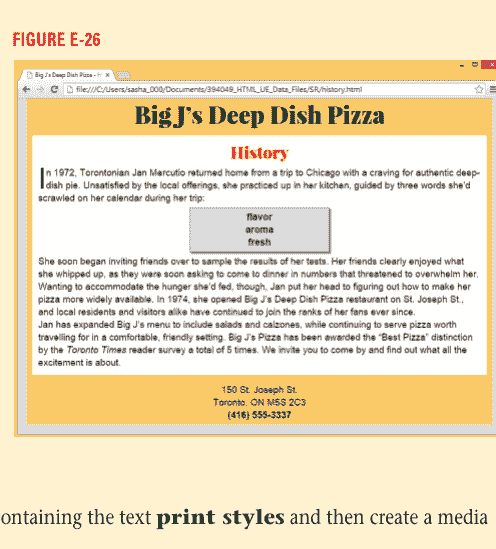 FIGURE E-26
Big J's Deep Dish Pizza - H
file:///C:/Users/sasha_000/Documents/394049_HTML_UE_Data_Files/SR/history.html
Big J's Deep Dish Pizza
History
In 1972, Torontonian Jan Mercutio returned home from a trip to Chicago with a craving for authentic deep-
dish pie. Unsatisfied by the local offerings, she practiced up in her kitchen, guided by three words she'd
scrawled on her calendar during her trip:
flavor
aroma
fresh
She soon began inviting friends over to sample the results of her tests. Her friends clearly enjoyed what
she whipped up, as they were soon asking to come to dinner in numbers that threatened to overwhelm her.
Wanting to accommodate the hunger she'd fed, though, Jan put her head to figuring out how to make her
pizza more widely available. In 1974, she opened Big J's Deep Dish Pizza restaurant on St. Joseph St.,
and local residents and visitors alike have continued to join the ranks of her fans ever since.
Jan has expanded Big J's menu to include salads and calzones, while continuing to serve pizza worth
travelling for in a comfortable, friendly setting. Big J's Pizza has been awarded the "Best Pizza" distinction
by the Toronto Times reader survey a total of 5 times. We invite you to come by and find out what all the
excitement is about.
150 St. Joseph St.
Toronto, ON M5S 2C3
(416) 555-3337
ontaining the text print styles and then create a media